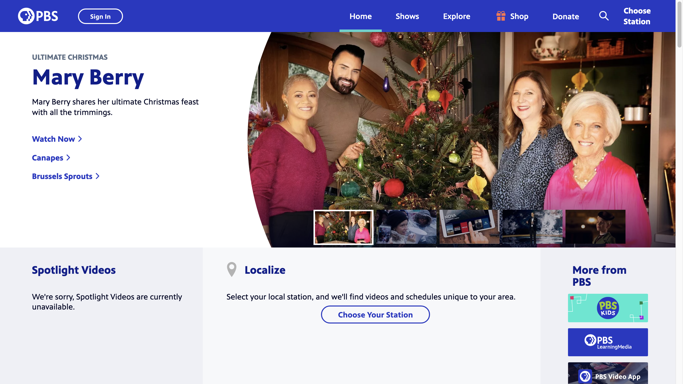 PBS
Sign In
Home
Shows
Explore
Shop
Donate
Choose
Station
ULTIMATE CHRISTMAS
Mary Berry
Mary Berry shares her ultimate Christmas feast
with all the trimmings.
Watch Now
Canapes
Brussels Sprouts
Spotlight Videos
We're sorry, Spotlight Videos are currently
unavailable.
Localize
Select your local station, and we'll find videos and schedules unique to your area.
Choose Your Station
More from
PBS
PBS
KIDS
PBS
LearningMedia
PBS Video App